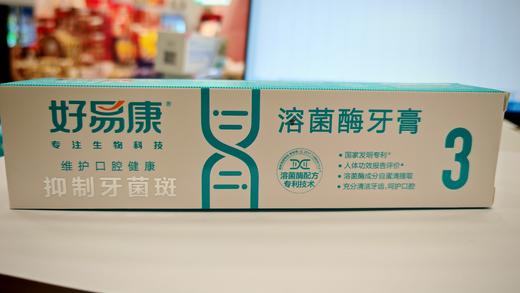 好易康®
专注生物科技
维护口腔健康
抑制牙菌斑
溶菌酶牙膏
国家发明专利*
人体功效报告评价*
溶菌酶成分自蛋清提取
充分清洁牙齿,呵护口腔
溶菌酶配方
专利技术
3